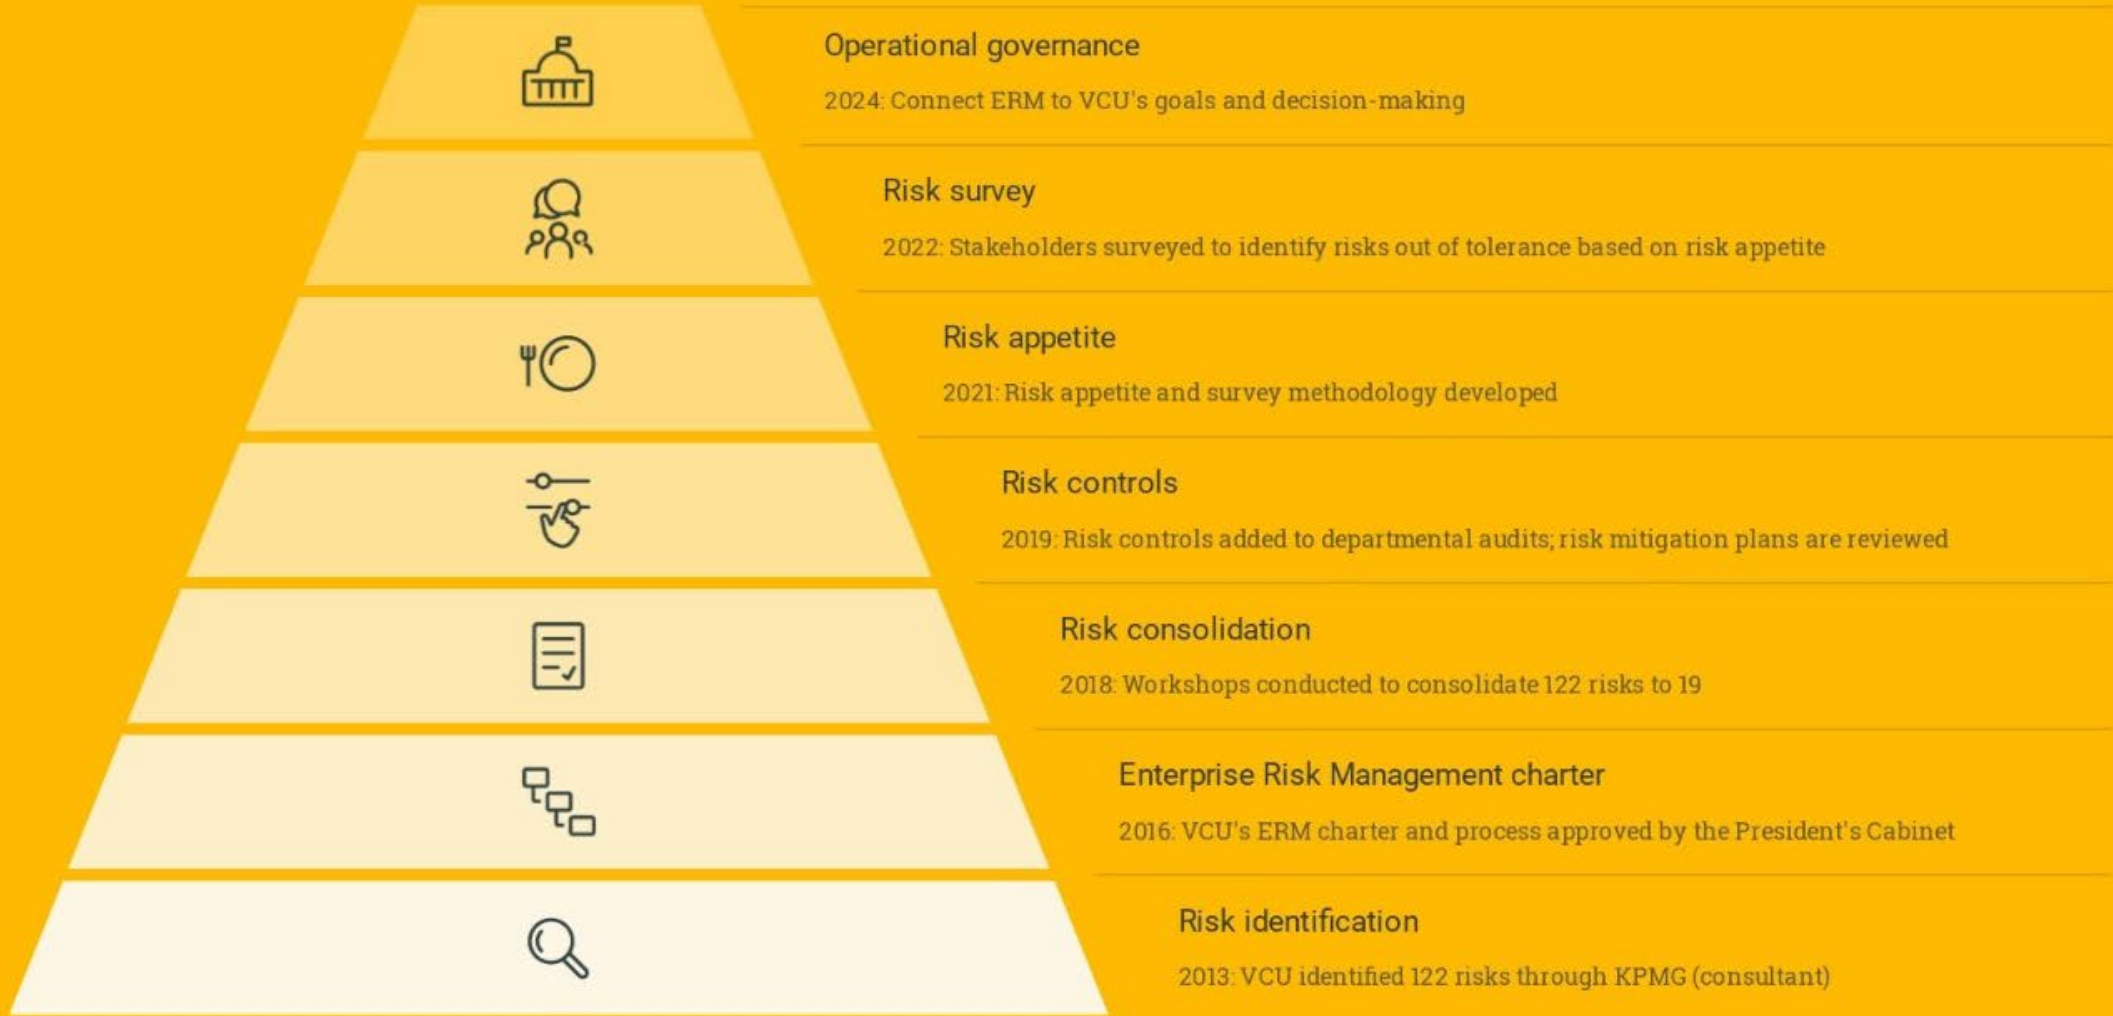 Operational governance
2024: Connect ERM to VCU's goals and decision-making
Risk survey
2022: Stakeholders surveyed to identify risks out of tolerance based on risk appetite
Risk appetite
2021: Risk appetite and survey methodology developed
Risk controls
2019: Risk controls added to departmental audits; risk mitigation plans are reviewed
Risk consolidation
2018: Workshops conducted to consolidate 122 risks to 19
Enterprise Risk Management charter
2016: VCU's ERM charter and process approved by the President's Cabinet
Risk identification
2013: VCU identified 122 risks through KPMG (consultant)